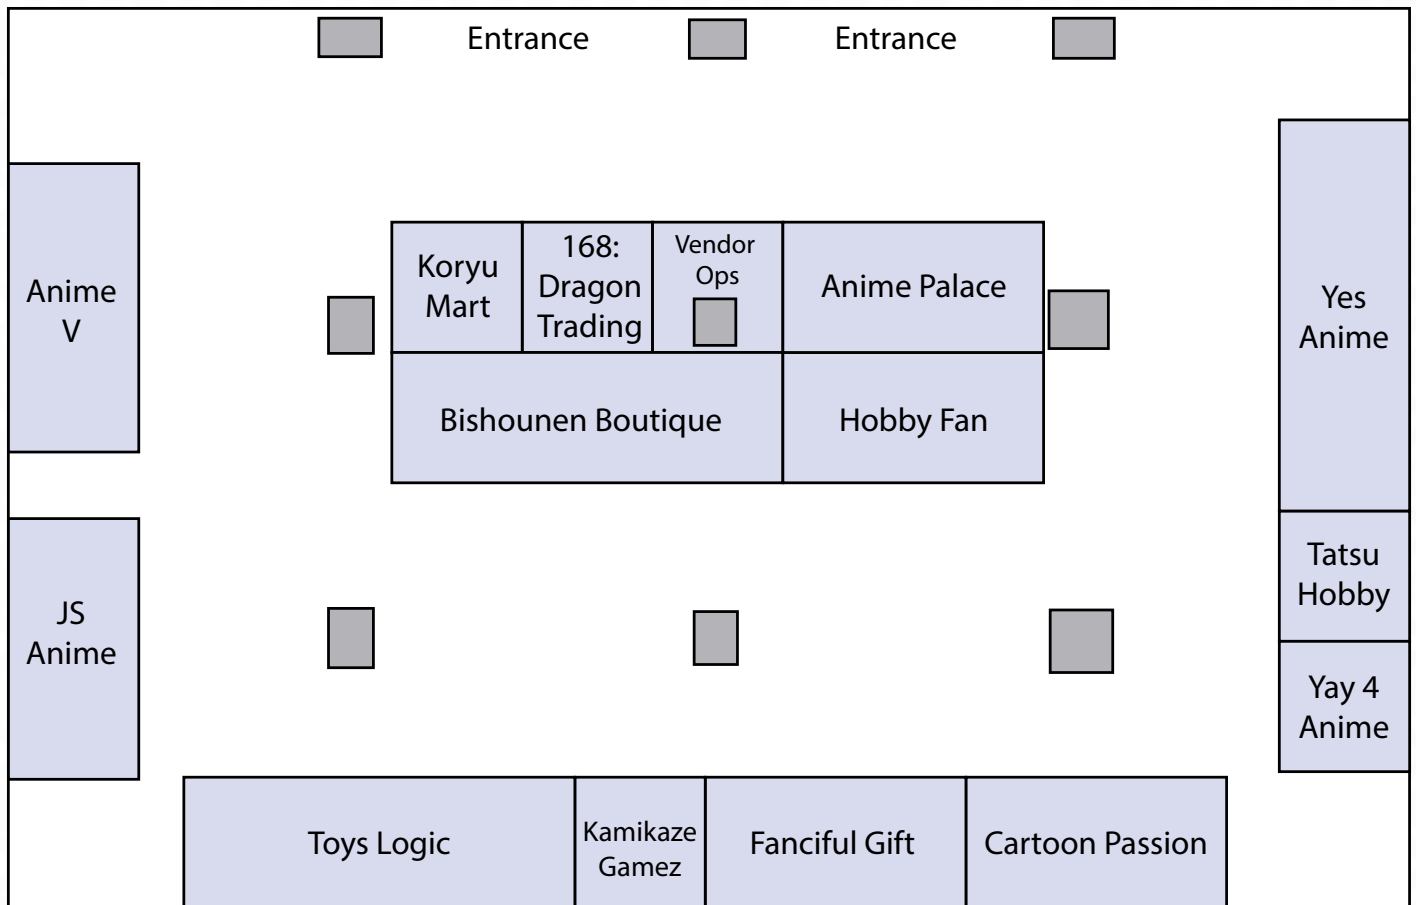 Entrance
Entrance
Anime
V
Koryu
Mart
168:
Dragon
Trading
Vendor
Ops
Anime Palace
Yes
Anime
Bishounen Boutique
Hobby Fan
JS
Anime
Tatsu
Hobby
Yay 4
Anime
Toys Logic
Kamikaze
Gamez
Fanciful Gift
Cartoon Passion